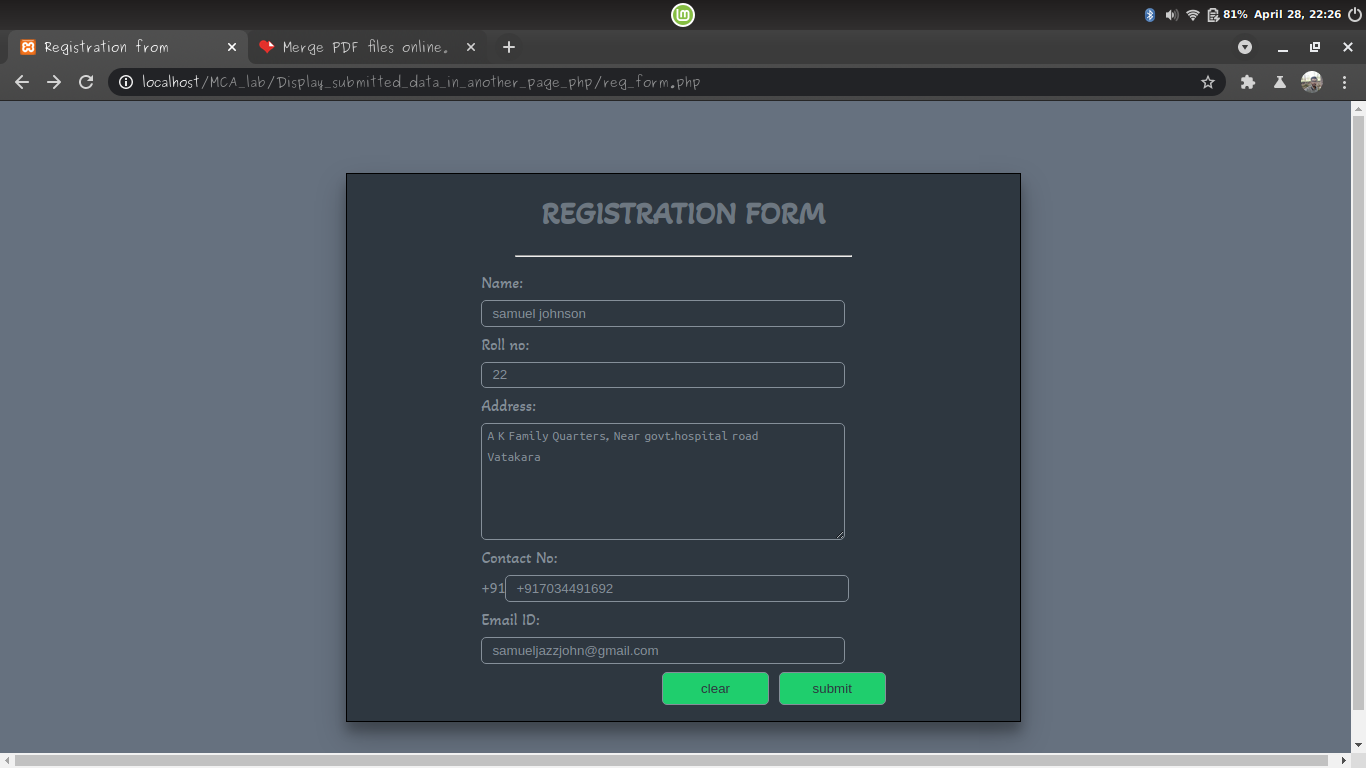 81% April 28, 22:26
Registration from
Merge PDF files online.
localhost/MCA_lab/Display_submitted_data_in_another_page_php/reg_form.php
REGISTRATION FORM
Name:
samuel johnson
Roll no:
22
Address:
A K Family Quarters, Near govt.hospital road
Vatakara
Contact No:
+91 +917034491692
Email ID:
samueljazzjohn@gmail.com
clear submit